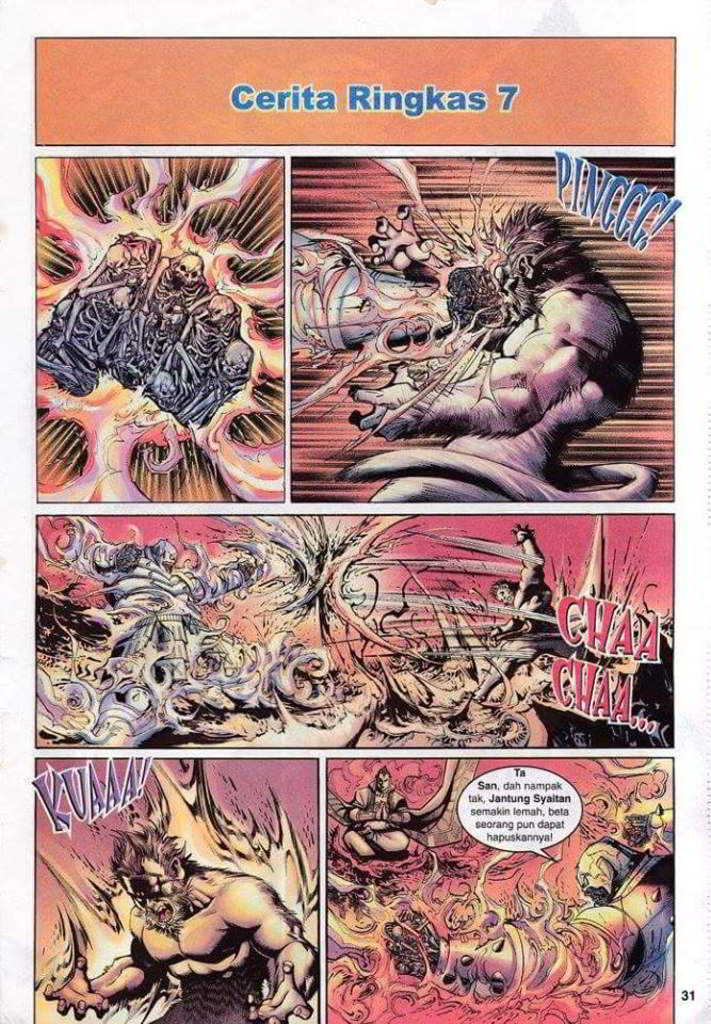 Cerita Ringkas 7
PINGGG!
CHAA
CHAA...
KUAAA!
Ta
San, dah nampak
tak, Jantung Syaitan
semakin lemah, beta
seorang pun dapat
hapuskannya!
31